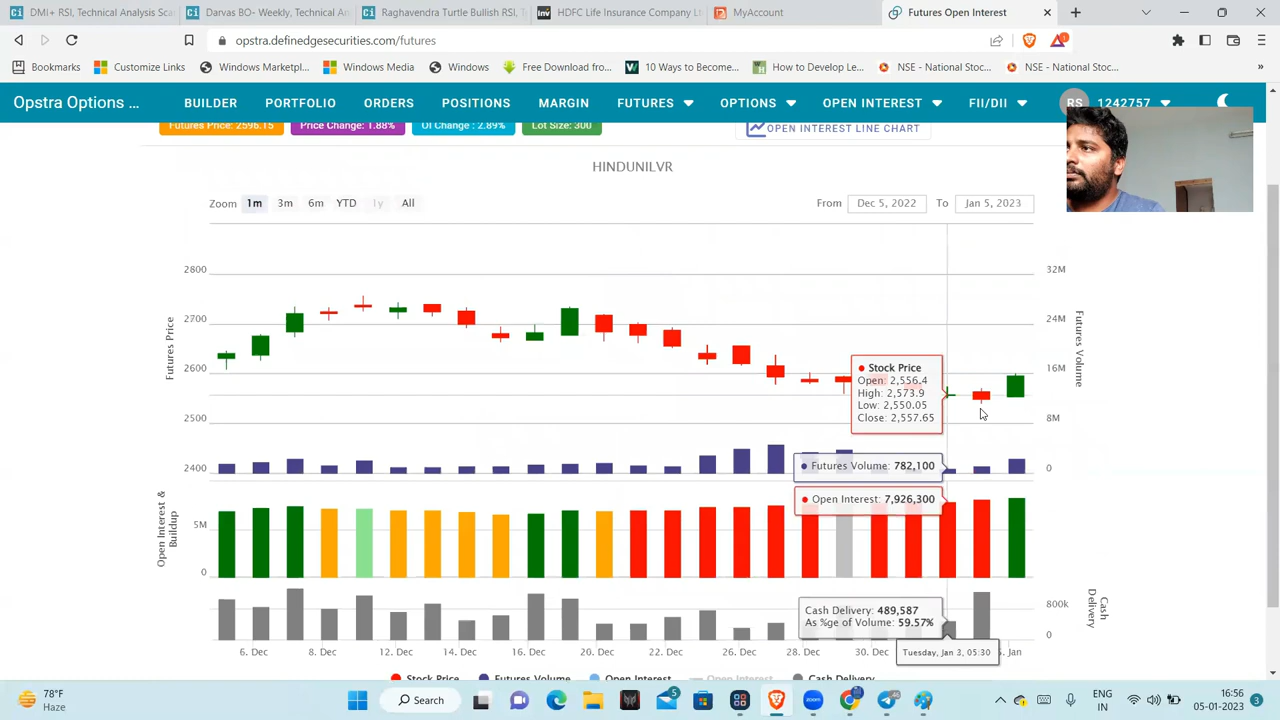 DMI+, Technical Analysis Sca
Darvas BO- Weekly, Technical An
Raghavendra Turtle Bullish RSI, T
Inv
HDFC Life Insurance Company Lt
MyAccount
Futures Open Interest
opstra.definedgesecurities.com/futures
Bookmarks
Customize Links
Windows Marketpl...
Windows Media
Windows
Free Download fro...
10 Ways to Become...
How to Develop Le...
NSE - National Stoc...
NSE - National Stoc...
Opstra Options ...
BUILDER
PORTFOLIO
ORDERS
POSITIONS
MARGIN
FUTURES
OPTIONS
OPEN INTEREST
FII/DII
RS
1242757
Futures Price: 2596.15
Price Change: 1.88%
OI Change : 2.89%
Lot Size: 300
OPEN INTEREST LINE CHART
HINDUNILVR
Zoom 1m 3m 6m YTD 1y All
From Dec 5, 2022 To Jan 5, 2023
2800
2700
2600
2500
2400
Futures Price
32M
24M
16M
8M
0
Futures Volume
Stock Price
Open: 2,556.4
High: 2,573.9
Low: 2,550.05
Close: 2,557.65
Futures Volume: 782,100
Open Interest: 7,926,300
Open Interest &
Buildup
5M
0
Cash Delivery: 489,587
As %ge of Volume: 59.57%
800k
0
Cash
Delivery
6. Dec 8. Dec 10. Dec 12. Dec 14. Dec 16. Dec 20. Dec 22. Dec 26. Dec 28. Dec 30. Dec
Tuesday, Jan 3, 05:30
. Jan
Stock Price
Futures Volume
Open Interest
Open Interest
Cash Delivery
78°F
Haze
Search
5
46
ENG
IN
16:56
05-01-2023